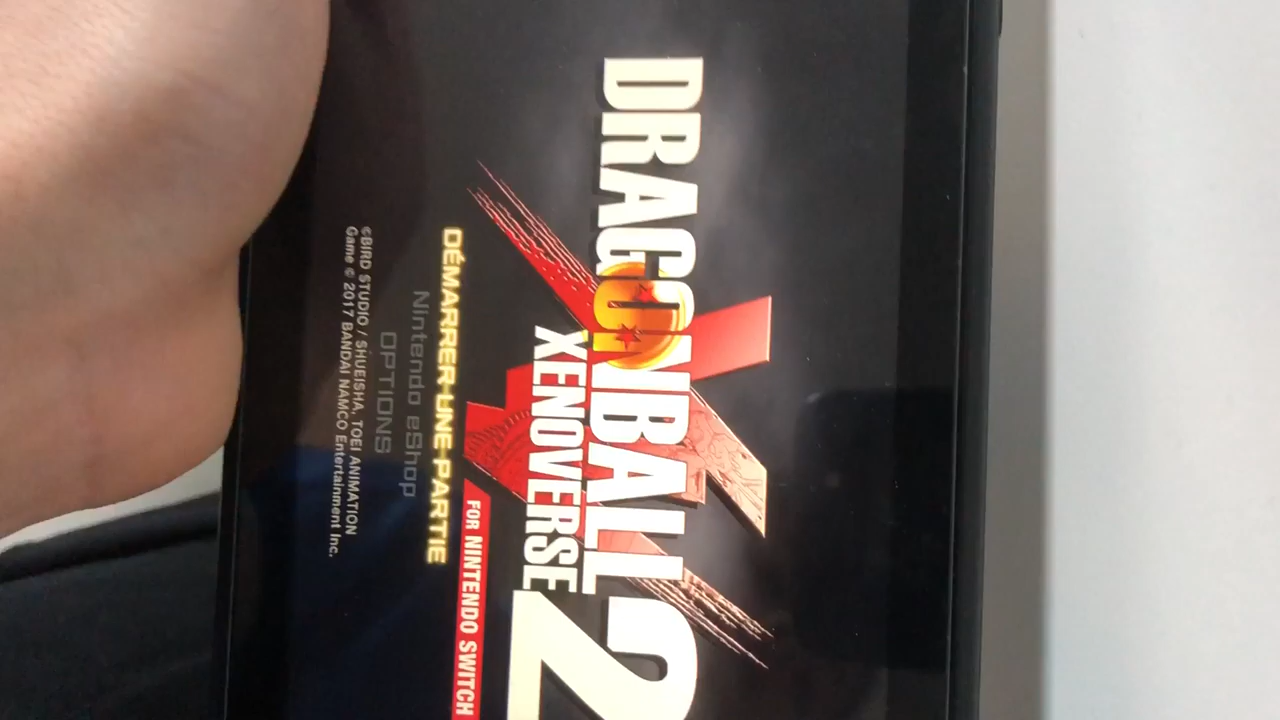 DRAGONBALL
XENOVERSE 2
FOR NINTENDO SWITCH
DÉMARRER UNE PARTIE
Nintendo eShop
OPTIONS
©BIRD STUDIO / SHUEISHA, TOEI ANIMATION
Game © 2017 BANDAI NAMCO Entertainment Inc.